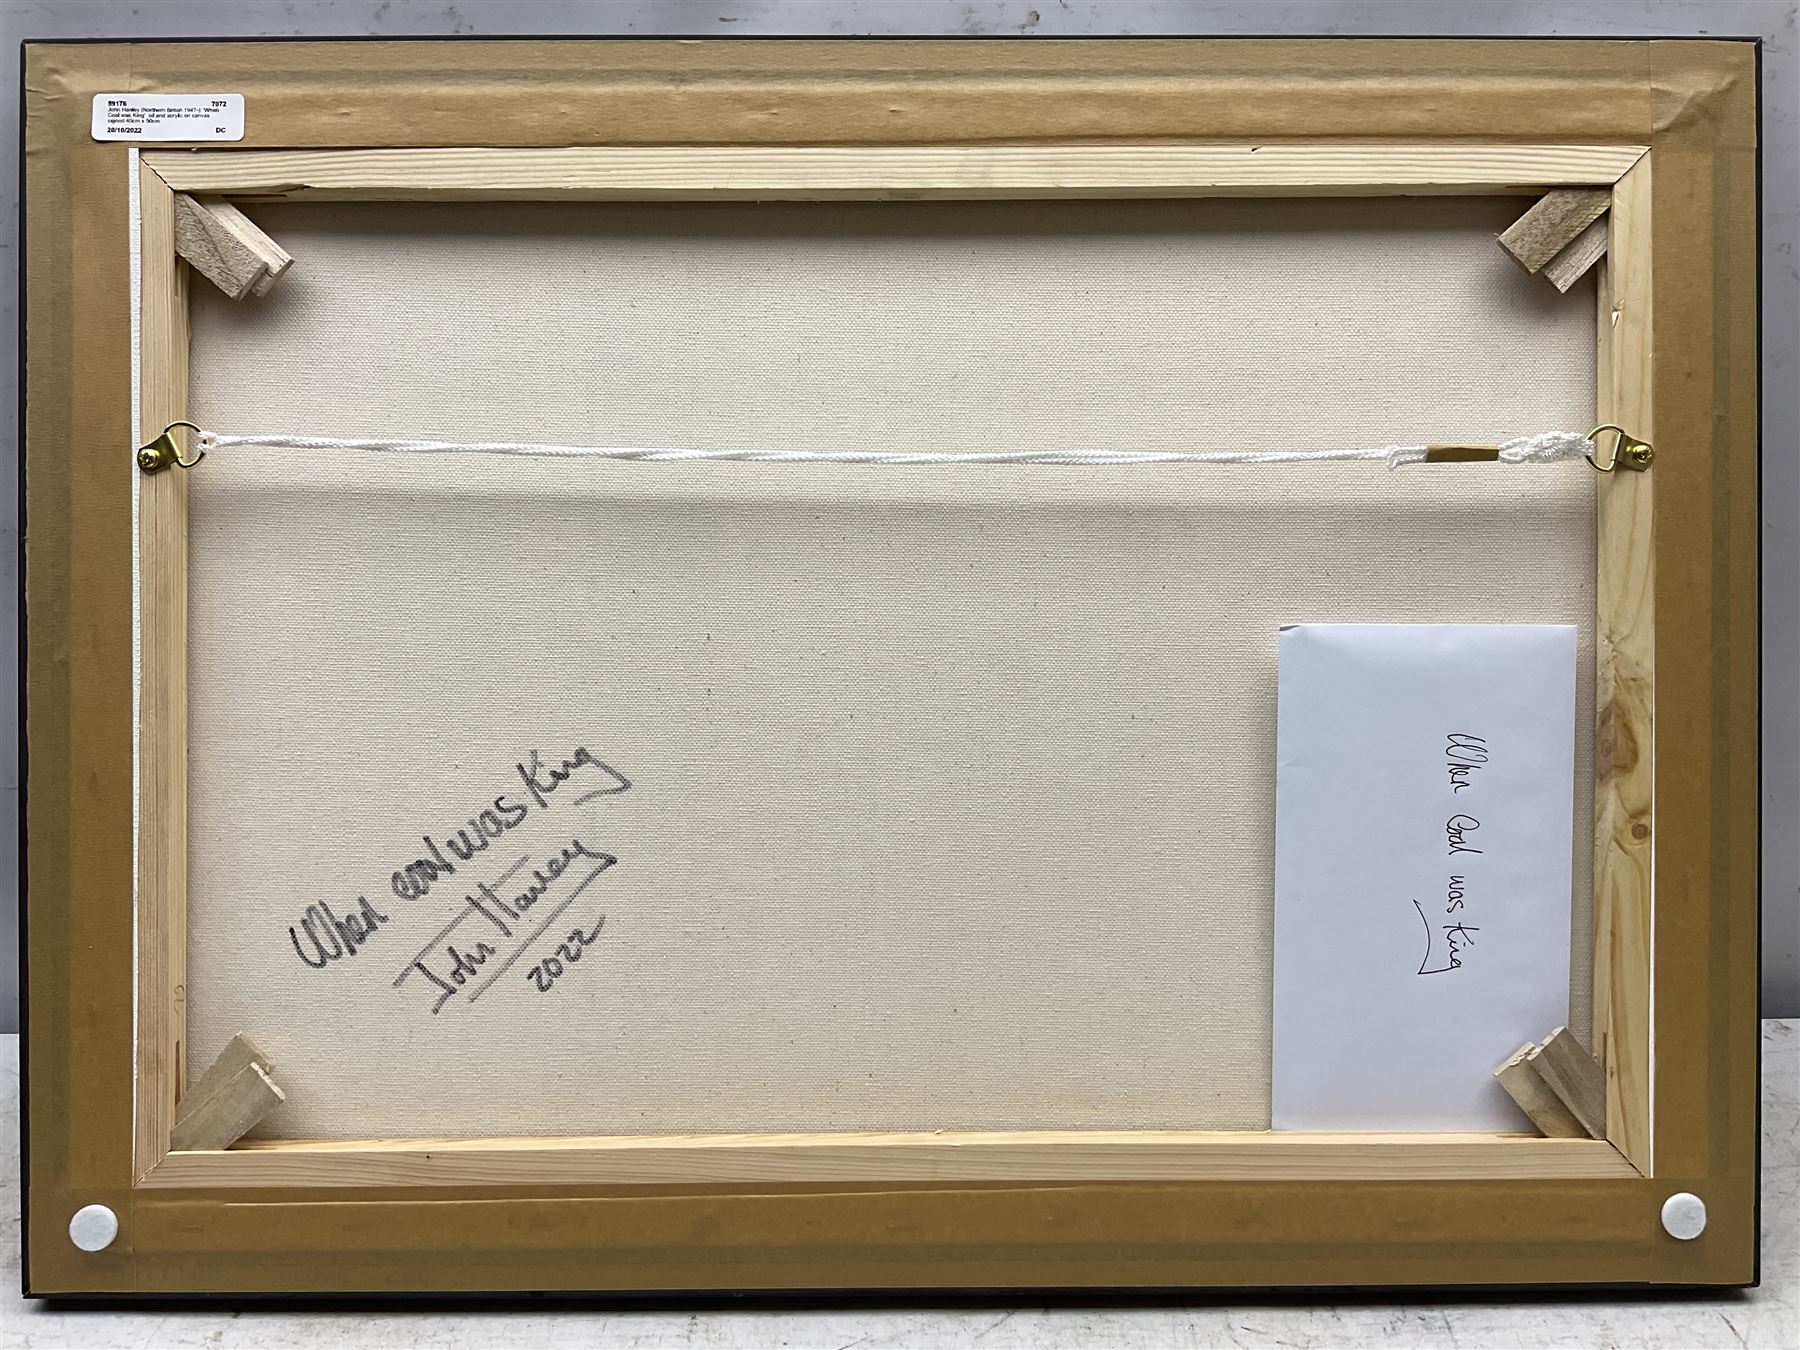 59176 7072
John Hanley (Northern British 1947-): 'When
Coal was King', oil and acrylic on canvas
signed 40cm x 50cm
20/10/2022 DC
When coal was King
John Hanley
2022
When Coal was King